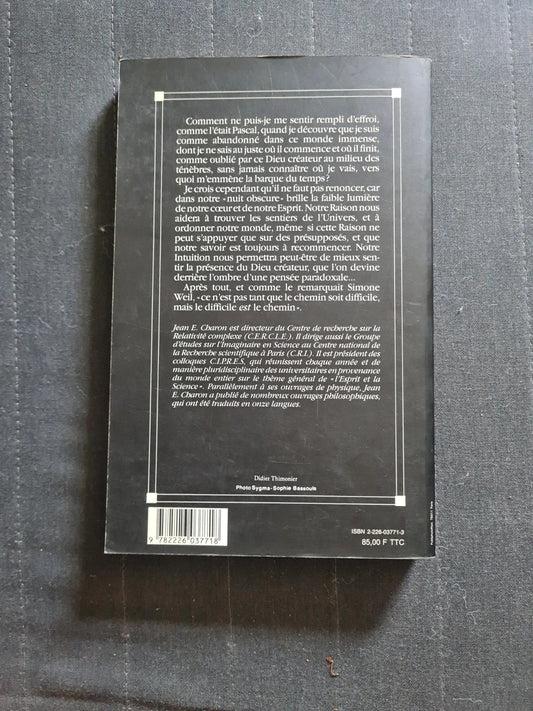 Comment ne puis-je me sentir rempli d'effroi,
comme l'était Pascal, quand je découvre que je suis
comme abandonné dans ce monde immense,
dont je ne sais au juste où il commence et où il finit,
comme oublié par ce Dieu créateur au milieu des
ténèbres, sans jamais connaître où je vais, vers
quoi m'emmène la barque du temps ?
Je crois cependant qu'il ne faut pas renoncer, car
dans notre « nuit obscure » brille la faible lumière
de notre cœur et de notre Esprit. Notre Raison nous
aidera à trouver les sentiers de l'Univers, et à
ordonner notre monde, même si cette Raison ne
peut s'appuyer que sur des présupposés, et que
notre savoir est toujours à recommencer. Notre
Intuition nous permettra peut-être de mieux sen-
tir la présence du Dieu créateur, que l'on devine
derrière l'ombre d'une pensée paradoxale...
Après tout, et comme le remarquait Simone
Weil, « ce n'est pas tant que le chemin soit difficile,
mais le difficile est le chemin ».
Jean E. Charon est directeur du Centre de recherche sur la
Relativité complexe (C.E.R.C.L.E.). Il dirige aussi le Groupe
d'études sur l'Imaginaire en Science au Centre national de
la Recherche scientifique à Paris (C.R.I.). Il est président des
colloques C.I.P.R.E.S, qui réunissent chaque année et de
manière pluridisciplinaire des universitaires en provenance
du monde entier sur le thème général de « l'Esprit et la
Science ». Parallèlement à ses ouvrages de physique, Jean
E. Charon a publié de nombreux ouvrages philosophiques,
qui ont été traduits en onze langues.
Didier Thimonier
Photo Sygma-Sophie Bassouls
ISBN 2-226-03771-3
85,00 F TTC
9 782226 037718